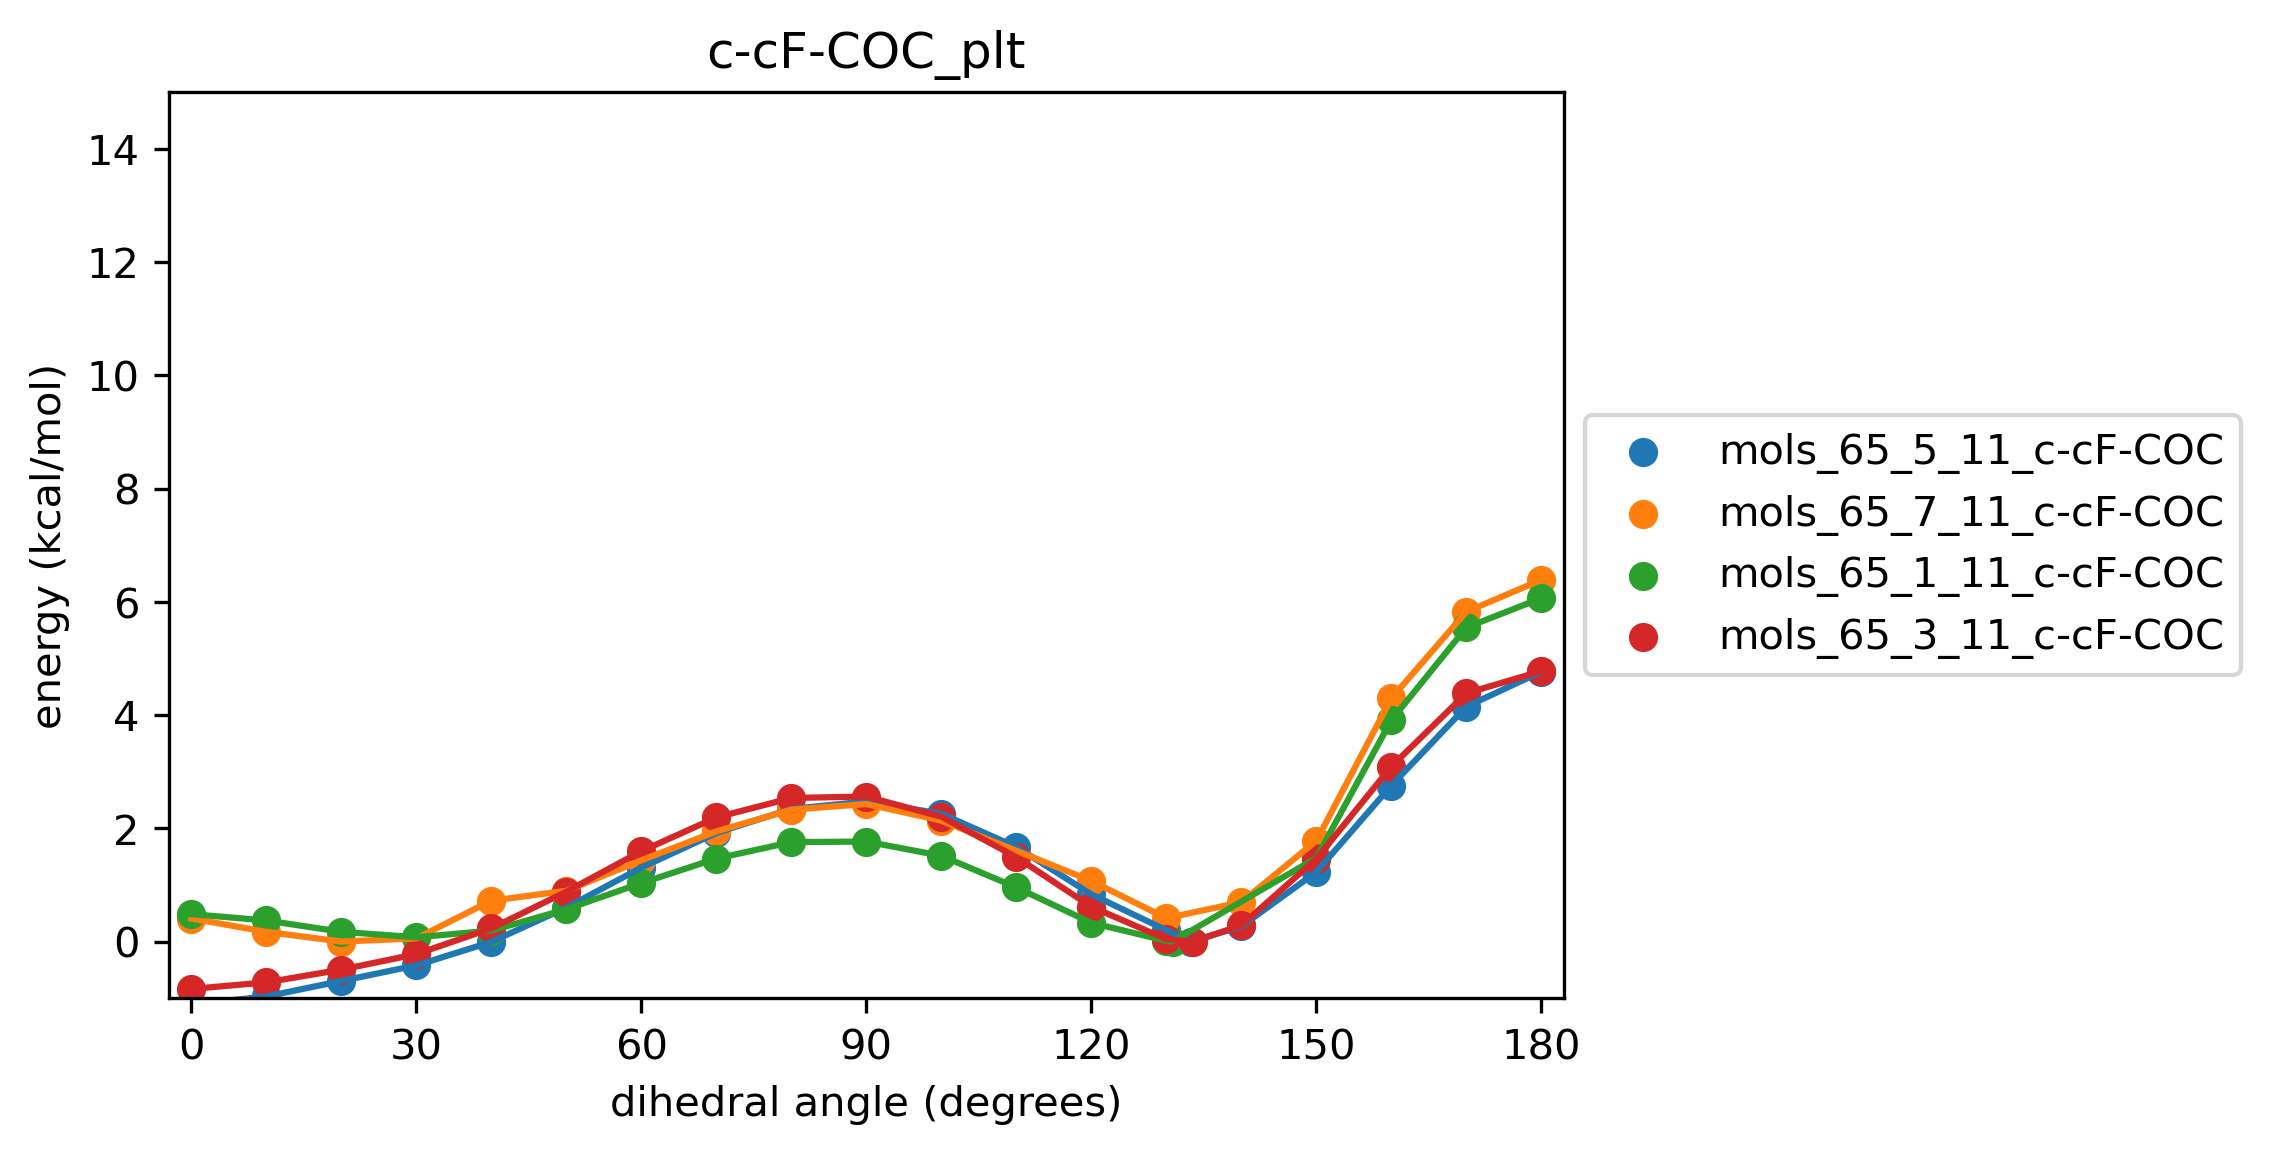 c-cF-COC_plt
14
12
10
8
6
4
2
0
energy (kcal/mol)
0 30 60 90 120 150 180
dihedral angle (degrees)
mols_65_5_11_c-cF-COC
mols_65_7_11_c-cF-COC
mols_65_1_11_c-cF-COC
mols_65_3_11_c-cF-COC